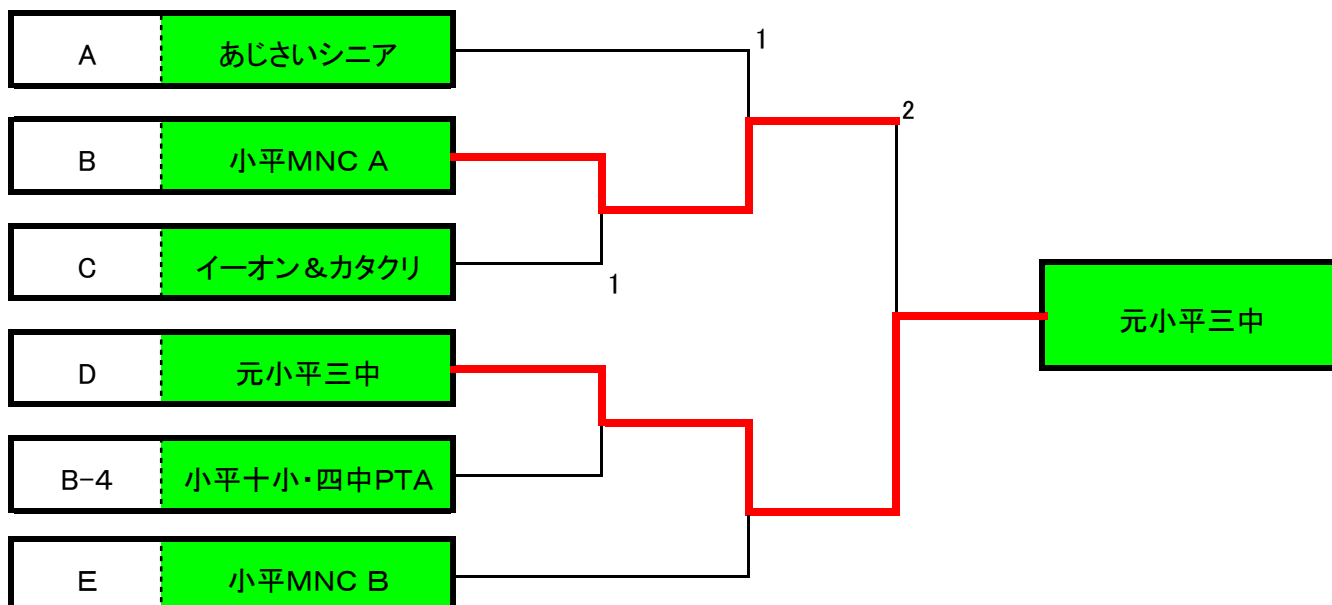 A あじさいシニア
1
2
B 小平MNC A
C イーオン&カタクリ
1
元小平三中
D 元小平三中
B-4 小平十小・四中PTA
E 小平MNC B